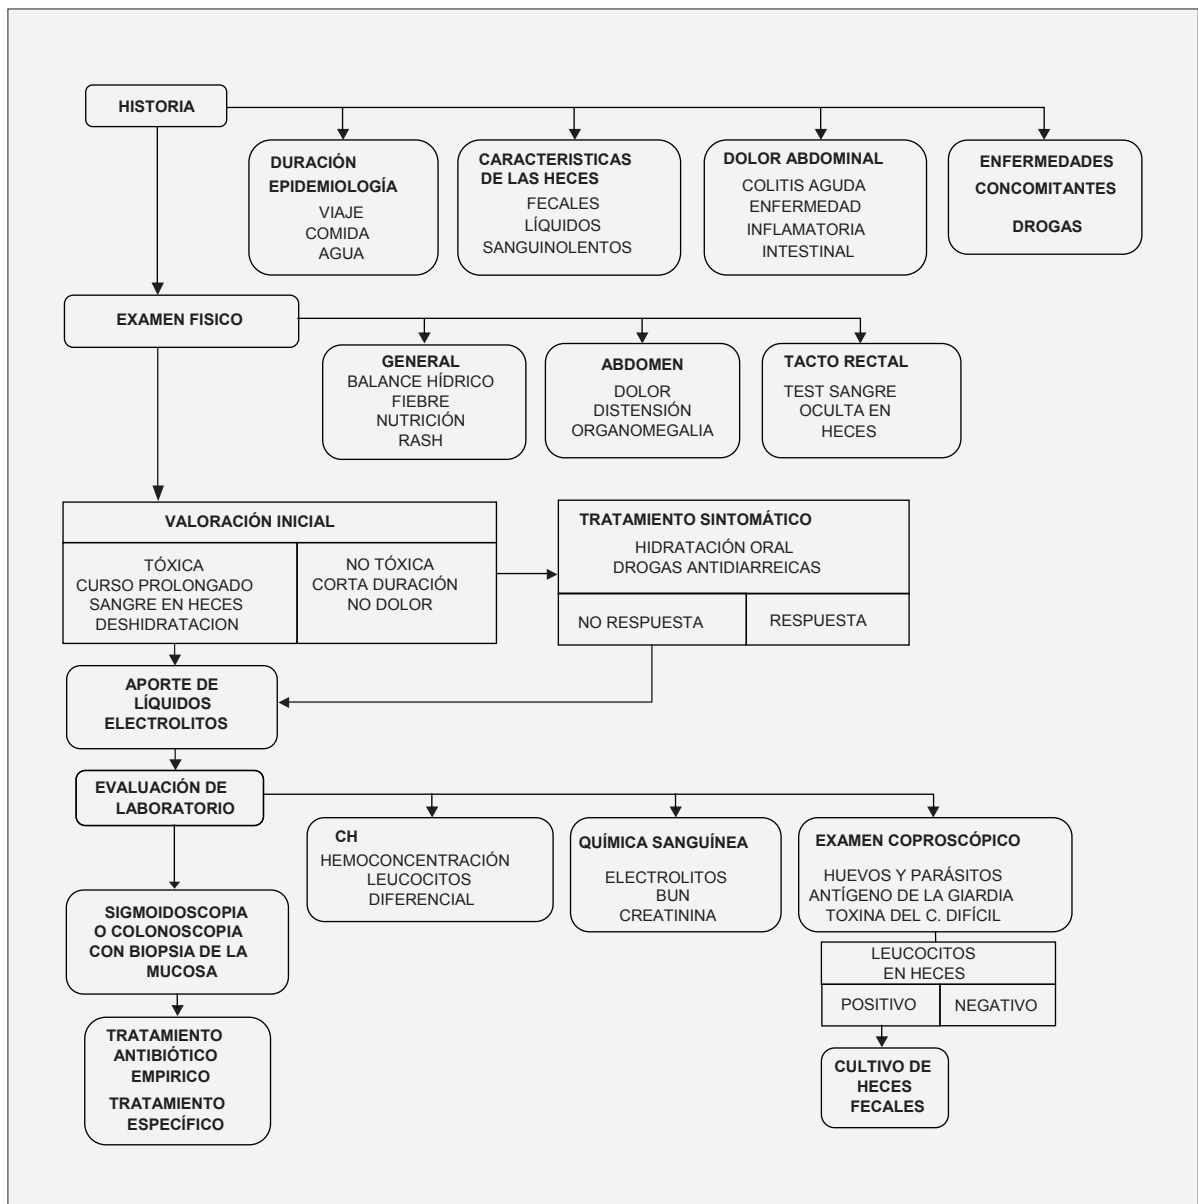 HISTORIA
DURACIÓN
EPIDEMIOLOGÍA
VIAJE
COMIDA
AGUA
CARACTERISTICAS
DE LAS HECES
FECALES
LÍQUIDOS
SANGUINOLENTOS
DOLOR ABDOMINAL
COLITIS AGUDA
ENFERMEDAD
INFLAMATORIA
INTESTINAL
ENFERMEDADES
CONCOMITANTES
DROGAS
EXAMEN FISICO
GENERAL
BALANCE HÍDRICO
FIEBRE
NUTRICIÓN
RASH
ABDOMEN
DOLOR
DISTENSIÓN
ORGANOMEGALIA
TACTO RECTAL
TEST SANGRE
OCULTA EN
HECES
VALORACIÓN INICIAL
TÓXICA
CURSO PROLONGADO
SANGRE EN HECES
DESHIDRATACION
NO TÓXICA
CORTA DURACIÓN
NO DOLOR
TRATAMIENTO SINTOMÁTICO
HIDRATACIÓN ORAL
DROGAS ANTIDIARREICAS
NO RESPUESTA
RESPUESTA
APORTE DE
LÍQUIDOS
ELECTROLITOS
EVALUACIÓN DE
LABORATORIO
CH
HEMOCONCENTRACIÓN
LEUCOCITOS
DIFERENCIAL
QUÍMICA SANGUÍNEA
ELECTROLITOS
BUN
CREATININA
EXAMEN COPROSCÓPICO
HUEVOS Y PARÁSITOS
ANTÍGENO DE LA GIARDIA
TOXINA DEL C. DIFÍCIL
LEUCOCITOS
EN HECES
POSITIVO
NEGATIVO
CULTIVO DE
HECES
FECALES
SIGMOIDOSCOPIA
O COLONOSCOPIA
CON BIOPSIA DE LA
MUCOSA
TRATAMIENTO
ANTIBIÓTICO
EMPIRICO
TRATAMIENTO
ESPECÍFICO